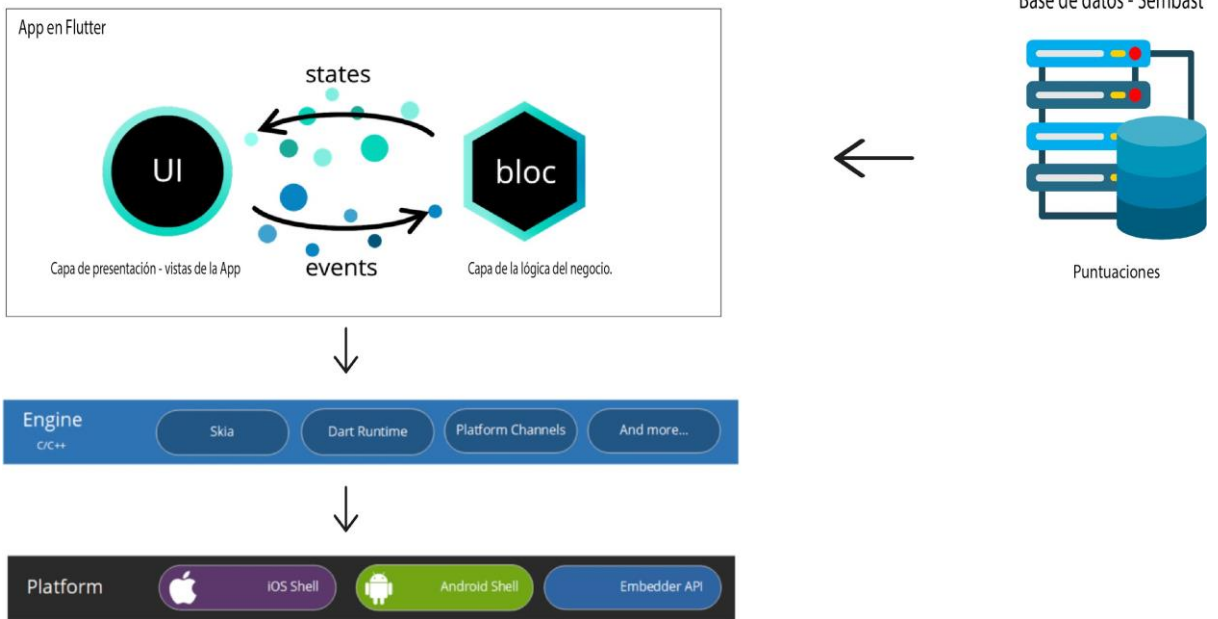 Base de datos - Sembast
App en Flutter
states
UI
bloc
Capa de presentación - vistas de la App
events
Capa de la lógica del negocio.
Puntuaciones
Engine
C/C++
Skia
Dart Runtime
Platform Channels
And more...
Platform
iOS Shell
Android Shell
Embedder API